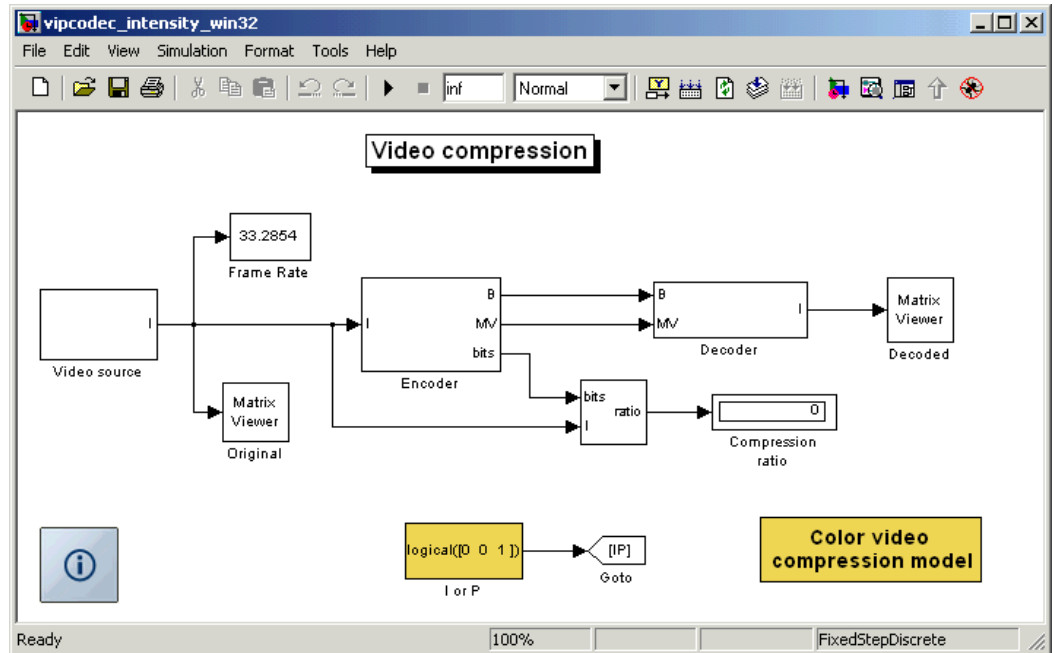 vipcodec_intensity_win32
File Edit View Simulation Format Tools Help
inf Normal
Video compression
33.2854
Frame Rate
I
Video source
Matrix
Viewer
Original
I
B
MV
bits
Encoder
B
MV
I
Decoder
Matrix
Viewer
Decoded
bits
I
ratio
0
Compression
ratio
logical([0 0 1 ])
I or P
[IP]
Goto
Color video
compression model
Ready 100% FixedStepDiscrete